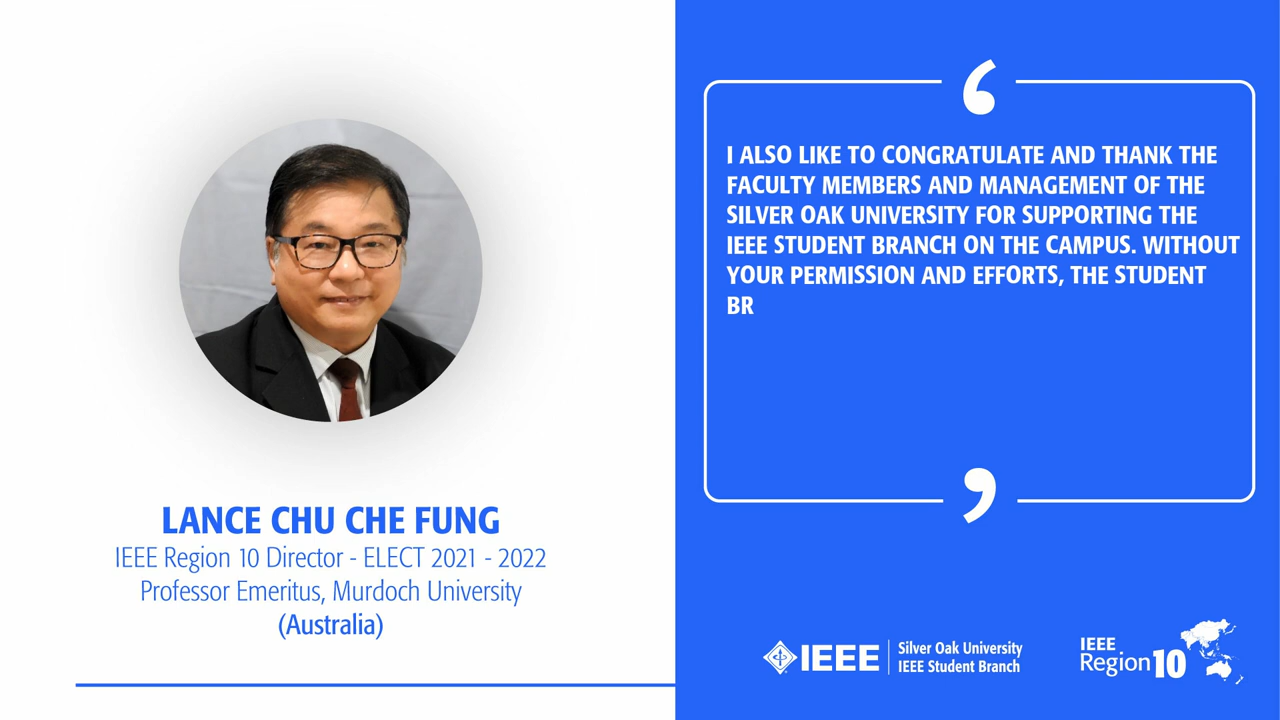 LANCE CHU CHE FUNG
IEEE Region 10 Director - ELECT 2021 - 2022
Professor Emeritus, Murdoch University
(Australia)
I ALSO LIKE TO CONGRATULATE AND THANK THE
FACULTY MEMBERS AND MANAGEMENT OF THE
SILVER OAK UNIVERSITY FOR SUPPORTING THE
IEEE STUDENT BRANCH ON THE CAMPUS. WITHOUT
YOUR PERMISSION AND EFFORTS, THE STUDENT
BR
IEEE
Silver Oak University
IEEE Student Branch
IEEE
Region 10